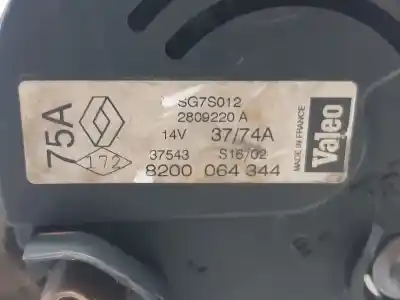 75A
172
SG7S012
2809220 A
14V 37/74A
37543 S16/02
8200 064 344
Valeo
MADE IN FRANCE